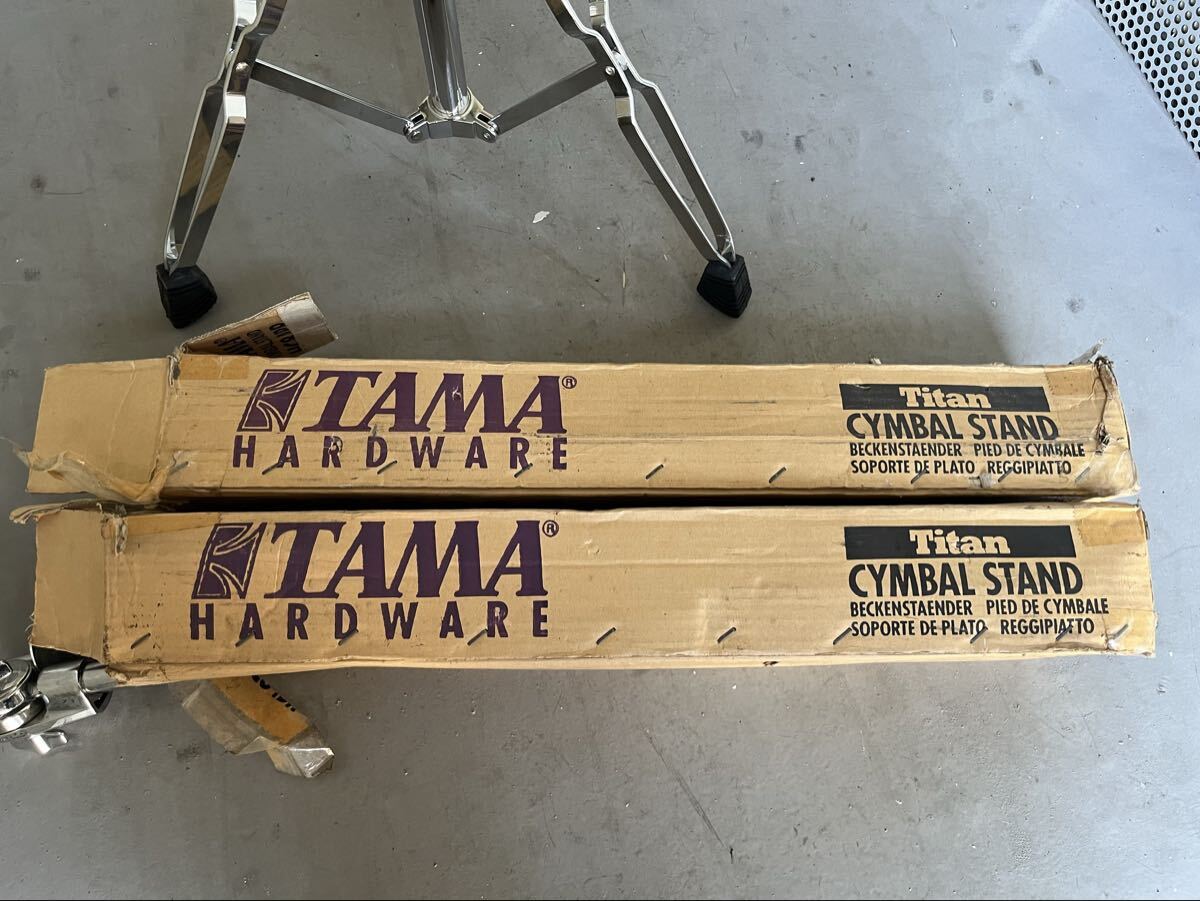 TAMA®
HARDWARE
Titan
CYMBAL STAND
BECKENSTAENDER PIED DE CYMBALE
SOPORTE DE PLATO REGGIPIATTO
TAMA®
HARDWARE
Titan
CYMBAL STAND
BECKENSTAENDER PIED DE CYMBALE
SOPORTE DE PLATO REGGIPIATTO